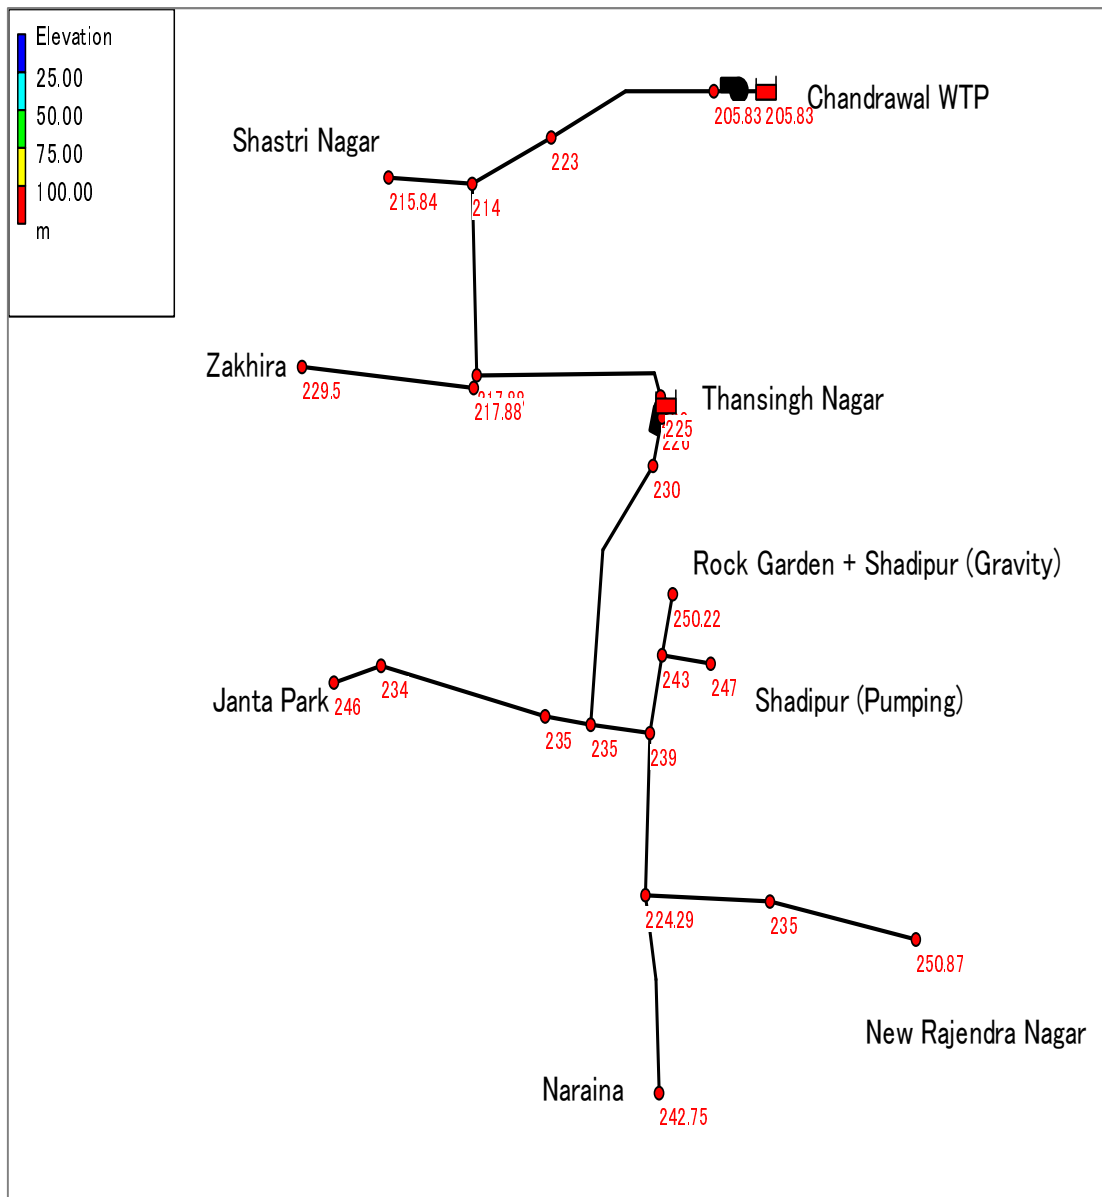 Elevation
25.00
50.00
75.00
100.00
m
Chandrawal WTP
205.83
205.83
Shastri Nagar
223
215.84
214
Zakhira
229.5
217.88
Thansingh Nagar
225
230
Rock Garden + Shadipur (Gravity)
250.22
243
247
Shadipur (Pumping)
Janta Park
246
234
235
235
239
224.29
235
250.87
New Rajendra Nagar
Naraina
242.75